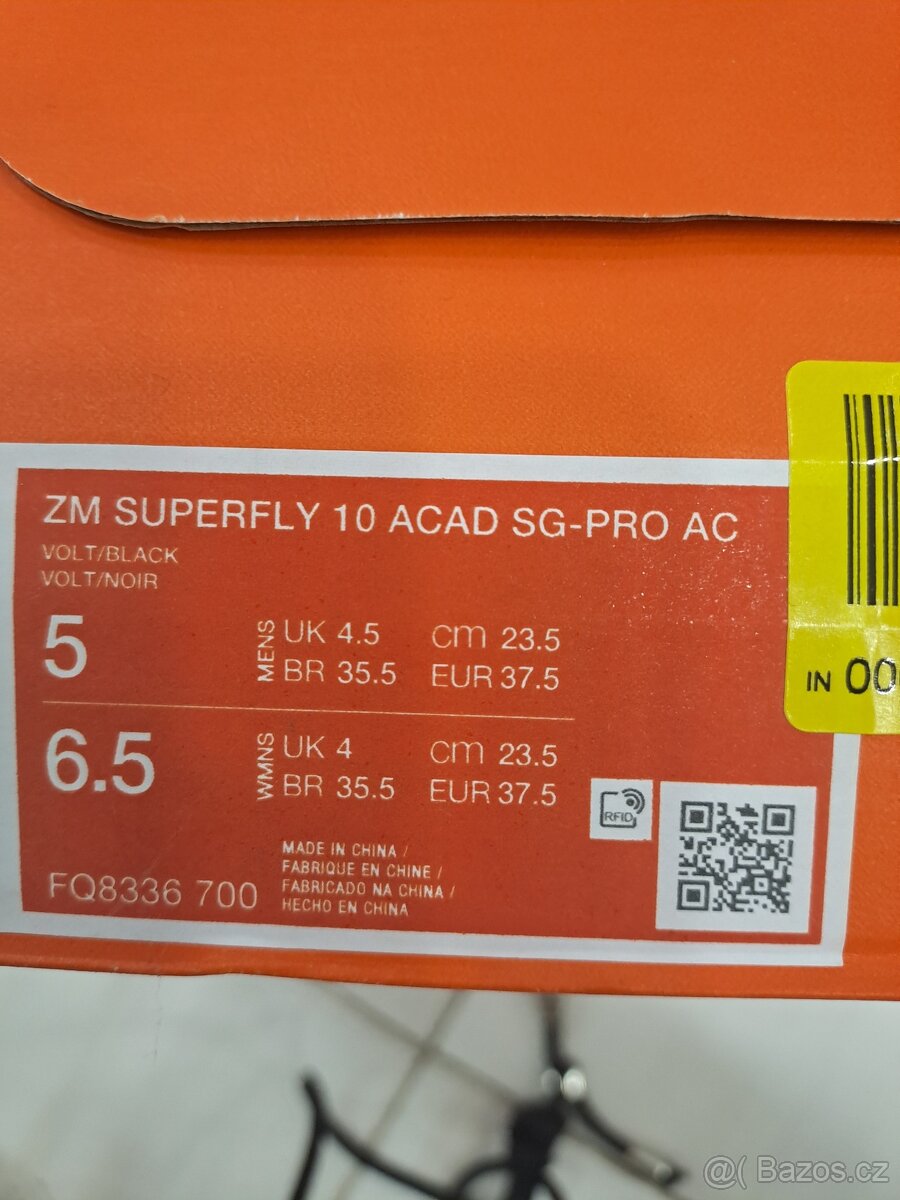 ZM SUPERFLY 10 ACAD SG-PRO AC
VOLT/BLACK
VOLT/NOIR
5
MENS
UK 4.5 cm 23.5
BR 35.5 EUR 37.5
6.5
WMNS
UK 4 cm 23.5
BR 35.5 EUR 37.5
RFID
FQ8336 700
MADE IN CHINA /
FABRIQUE EN CHINE /
FABRICADO NA CHINA /
HECHO EN CHINA
IN 00
@( Bazos.cz